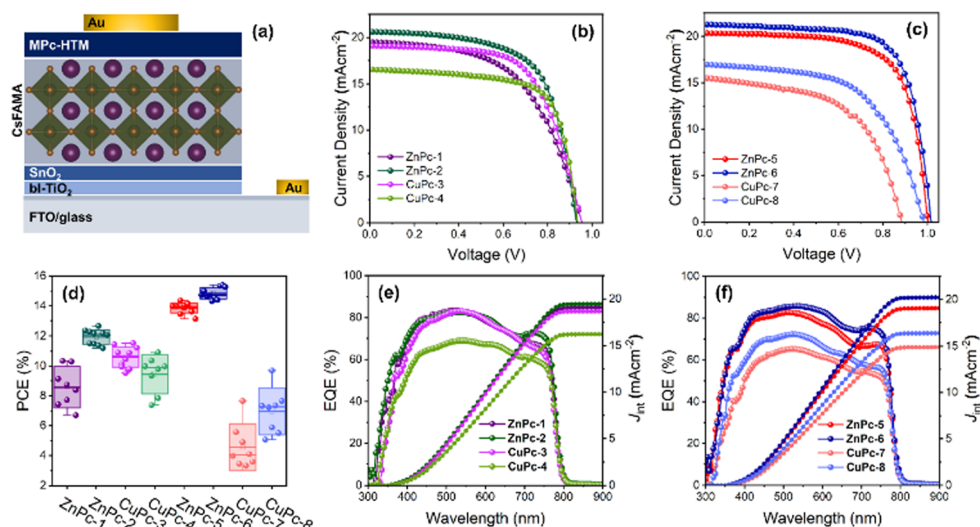 Au
(a)
MPc-HTM
CsFAMA
SnO₂
bl-TiO₂
Au
FTO/glass
(b)
Current Density (mAcm⁻²)
20
15
10
5
0
ZnPc-1
ZnPc-2
CuPc-3
CuPc-4
0.0 0.2 0.4 0.6 0.8 1.0
Voltage (V)
(c)
Current Density (mAcm⁻²)
20
15
10
5
0
ZnPc-5
ZnPc-6
CuPc-7
CuPc-8
0.0 0.2 0.4 0.6 0.8 1.0
Voltage (V)
(d)
PCE (%)
16
14
12
10
8
6
4
2
ZnPc-1
ZnPc-2
CuPc-3
CuPc-4
ZnPc-5
ZnPc-6
CuPc-7
CuPc-8
(e)
EQE (%)
100
80
60
40
20
0
20
15
10
5
0
J_int (mAcm⁻²)
ZnPc-1
ZnPc-2
CuPc-3
CuPc-4
300 400 500 600 700 800 900
Wavelength (nm)
(f)
EQE (%)
100
80
60
40
20
0
20
15
10
5
0
J_int (mAcm⁻²)
ZnPc-5
ZnPc-6
CuPc-7
CuPc-8
300 400 500 600 700 800 900
Wavelength (nm)